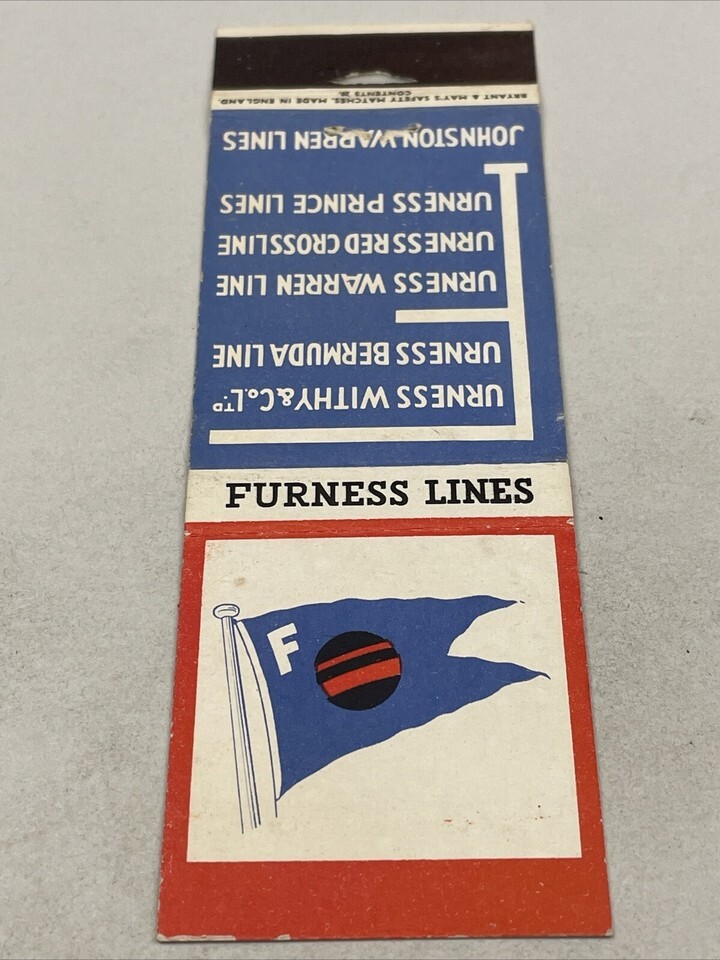 FURNESS LINES
F
F
URNESS WITHY & Co. LTD.
URNESS BERMUDA LINE
URNESS WARREN LINE
URNESS RED CROSS LINE
URNESS PRINCE LINES
JOHNSTON WARREN LINES
BRYANT & MAY'S SAFETY MATCHES. MADE IN ENGLAND.
CONTENTS